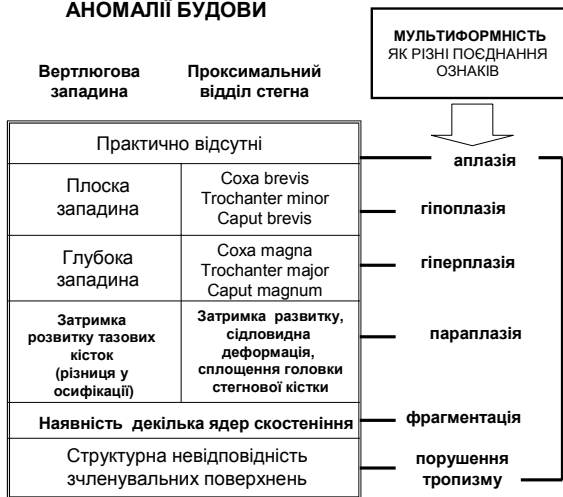 АНОМАЛІЇ БУДОВИ
МУЛЬТИФОРМНІСТЬ
ЯК РІЗНІ ПОЄДНАННЯ
ОЗНАКІВ
Вертлюгова
западина
Проксимальний
відділ стегна
Практично відсутні
аплазія
Плоска
западина
Coxa brevis
Trochanter minor
Caput brevis
гіпоплазія
Глубока
западина
Coxa magna
Trochanter major
Caput magnum
гіперплазія
Затримка
розвитку тазових
кісток
(різниця у
осифікації)
Затримка развитку,
сідловидна
деформація,
сплощення головки
стегнової кістки
параплазія
Наявність декілька ядер скостеніння
фрагментація
Структурна невідповідність
зчленувальних поверхнень
порушення
тропизму